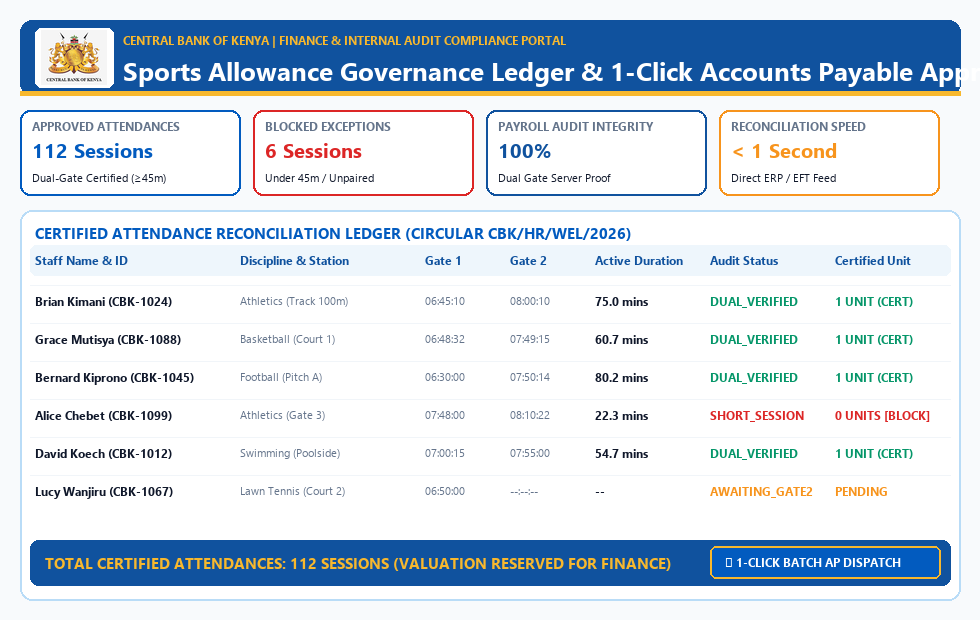 CENTRAL BANK OF KENYA
CENTRAL BANK OF KENYA | FINANCE & INTERNAL AUDIT COMPLIANCE PORTAL
Sports Allowance Governance Ledger & 1-Click Accounts Payable App
APPROVED ATTENDANCES
112 Sessions
Dual-Gate Certified (≥45m)
BLOCKED EXCEPTIONS
6 Sessions
Under 45m / Unpaired
PAYROLL AUDIT INTEGRITY
100%
Dual Gate Server Proof
RECONCILIATION SPEED
< 1 Second
Direct ERP / EFT Feed
CERTIFIED ATTENDANCE RECONCILIATION LEDGER (CIRCULAR CBK/HR/WEL/2026)
Staff Name & ID Discipline & Station Gate 1 Gate 2 Active Duration Audit Status Certified Unit
Brian Kimani (CBK-1024) Athletics (Track 100m) 06:45:10 08:00:10 75.0 mins DUAL_VERIFIED 1 UNIT (CERT)
Grace Mutisya (CBK-1088) Basketball (Court 1) 06:48:32 07:49:15 60.7 mins DUAL_VERIFIED 1 UNIT (CERT)
Bernard Kiprono (CBK-1045) Football (Pitch A) 06:30:00 07:50:14 80.2 mins DUAL_VERIFIED 1 UNIT (CERT)
Alice Chebet (CBK-1099) Athletics (Gate 3) 07:48:00 08:10:22 22.3 mins SHORT_SESSION 0 UNITS [BLOCK]
David Koech (CBK-1012) Swimming (Poolside) 07:00:15 07:55:00 54.7 mins DUAL_VERIFIED 1 UNIT (CERT)
Lucy Wanjiru (CBK-1067) Lawn Tennis (Court 2) 06:50:00 --:--:-- -- AWAITING_GATE2 PENDING
TOTAL CERTIFIED ATTENDANCES: 112 SESSIONS (VALUATION RESERVED FOR FINANCE)
1-CLICK BATCH AP DISPATCH